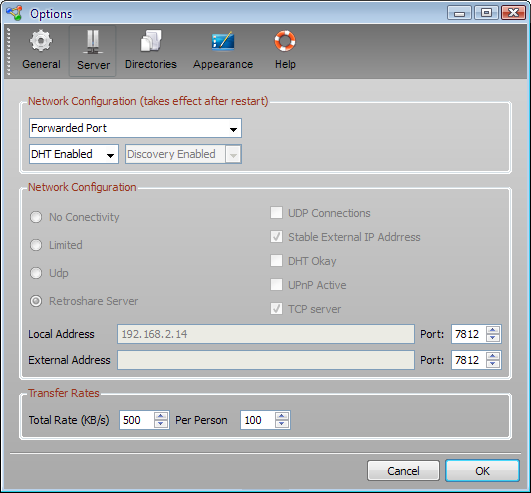 Options
General Server Directories Appearance Help
Network Configuration (takes effect after restart)
Forwarded Port
DHT Enabled Discovery Enabled
Network Configuration
No Conectivity
Limited
Udp
Retroshare Server
UDP Connections
Stable External IP Addrress
DHT Okay
UPnP Active
TCP server
Local Address 192.168.2.14 Port: 7812
External Address Port: 7812
Transfer Rates
Total Rate (KB/s) 500 Per Person 100
Cancel OK